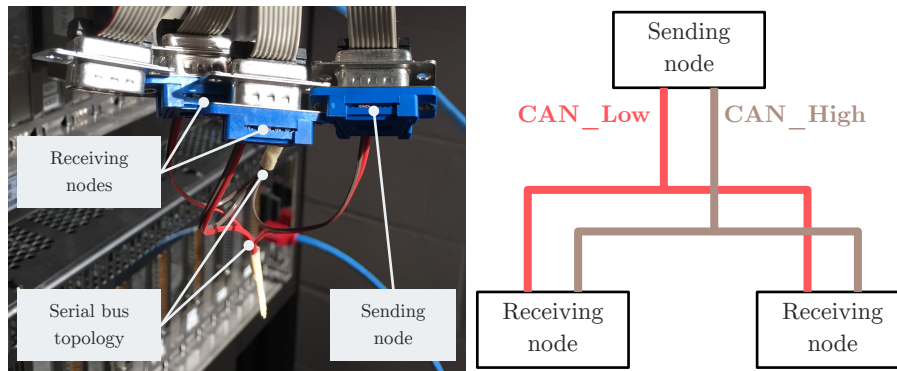 Receiving
nodes
Serial bus
topology
Sending
node
Sending
node
CAN_Low
CAN_High
Receiving
node
Receiving
node